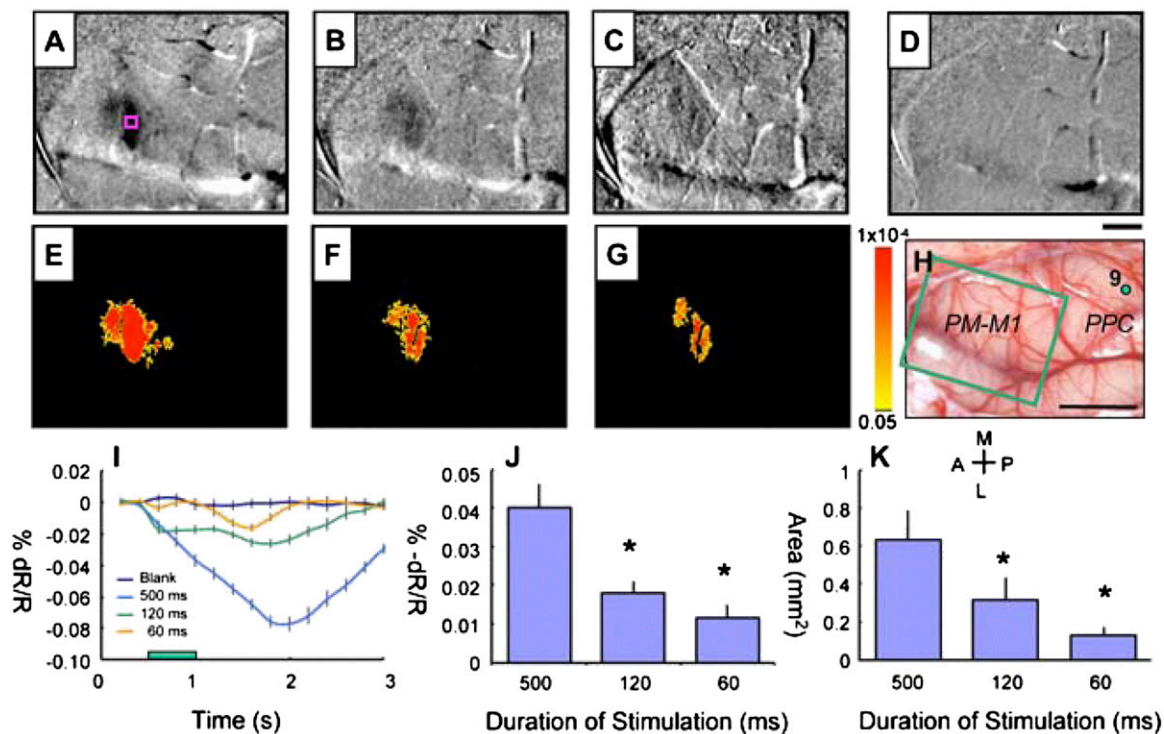 A
B
C
D
E
F
G
1x10⁻⁴
0.05
H
9
PM-M1
PPC
I
0.02
0
-0.02
-0.04
-0.06
-0.08
-0.10
% dR/R
Blank
500 ms
120 ms
60 ms
0
1
2
3
Time (s)
J
0.05
0.04
0.03
0.02
0.01
0
% -dR/R
*
*
500
120
60
Duration of Stimulation (ms)
K
M
A
P
L
1
0.8
0.6
0.4
0.2
0
Area (mm²)
*
*
500
120
60
Duration of Stimulation (ms)